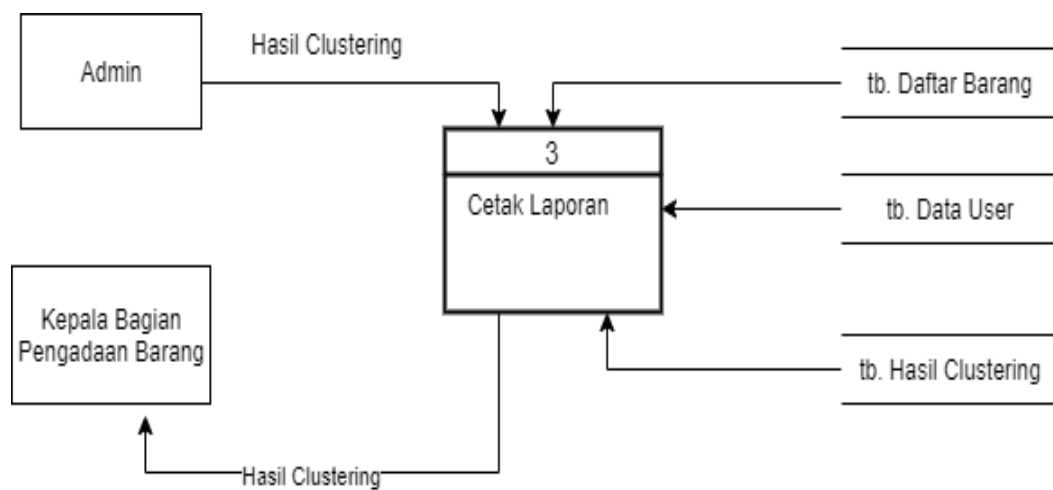 Hasil Clustering
Admin
tb. Daftar Barang
3
Cetak Laporan
tb. Data User
Kepala Bagian
Pengadaan Barang
tb. Hasil Clustering
Hasil Clustering